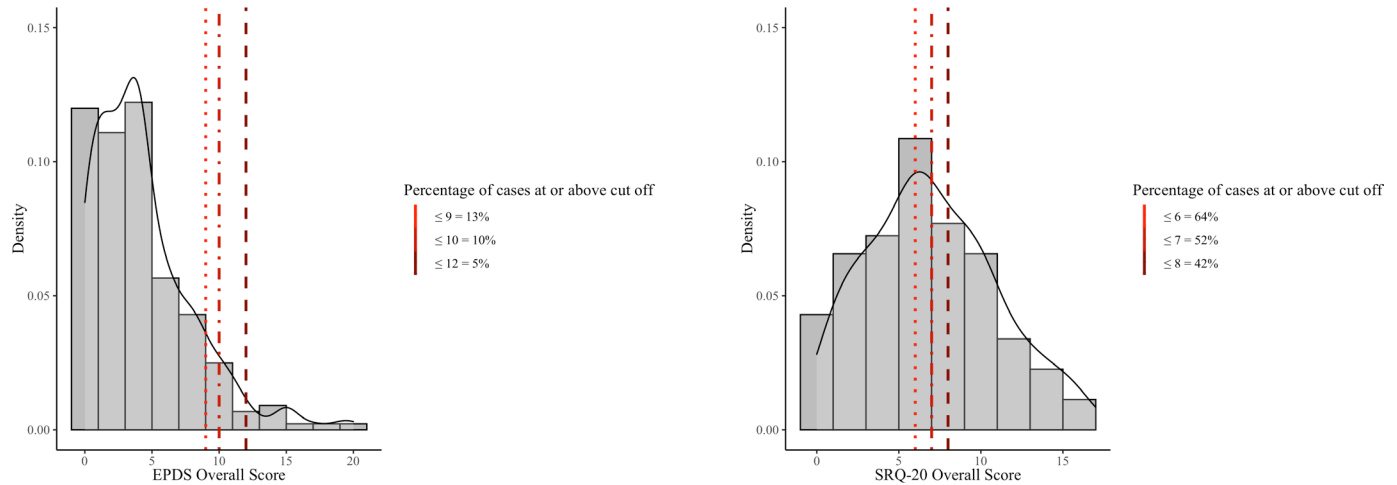 0.15
0.10
0.05
0.00
Density
0 5 10 15 20
EPDS Overall Score
Percentage of cases at or above cut off
≤ 9 = 13%
≤ 10 = 10%
≤ 12 = 5%
0.15
0.10
0.05
0.00
Density
0 5 10 15
SRQ-20 Overall Score
Percentage of cases at or above cut off
≤ 6 = 64%
≤ 7 = 52%
≤ 8 = 42%